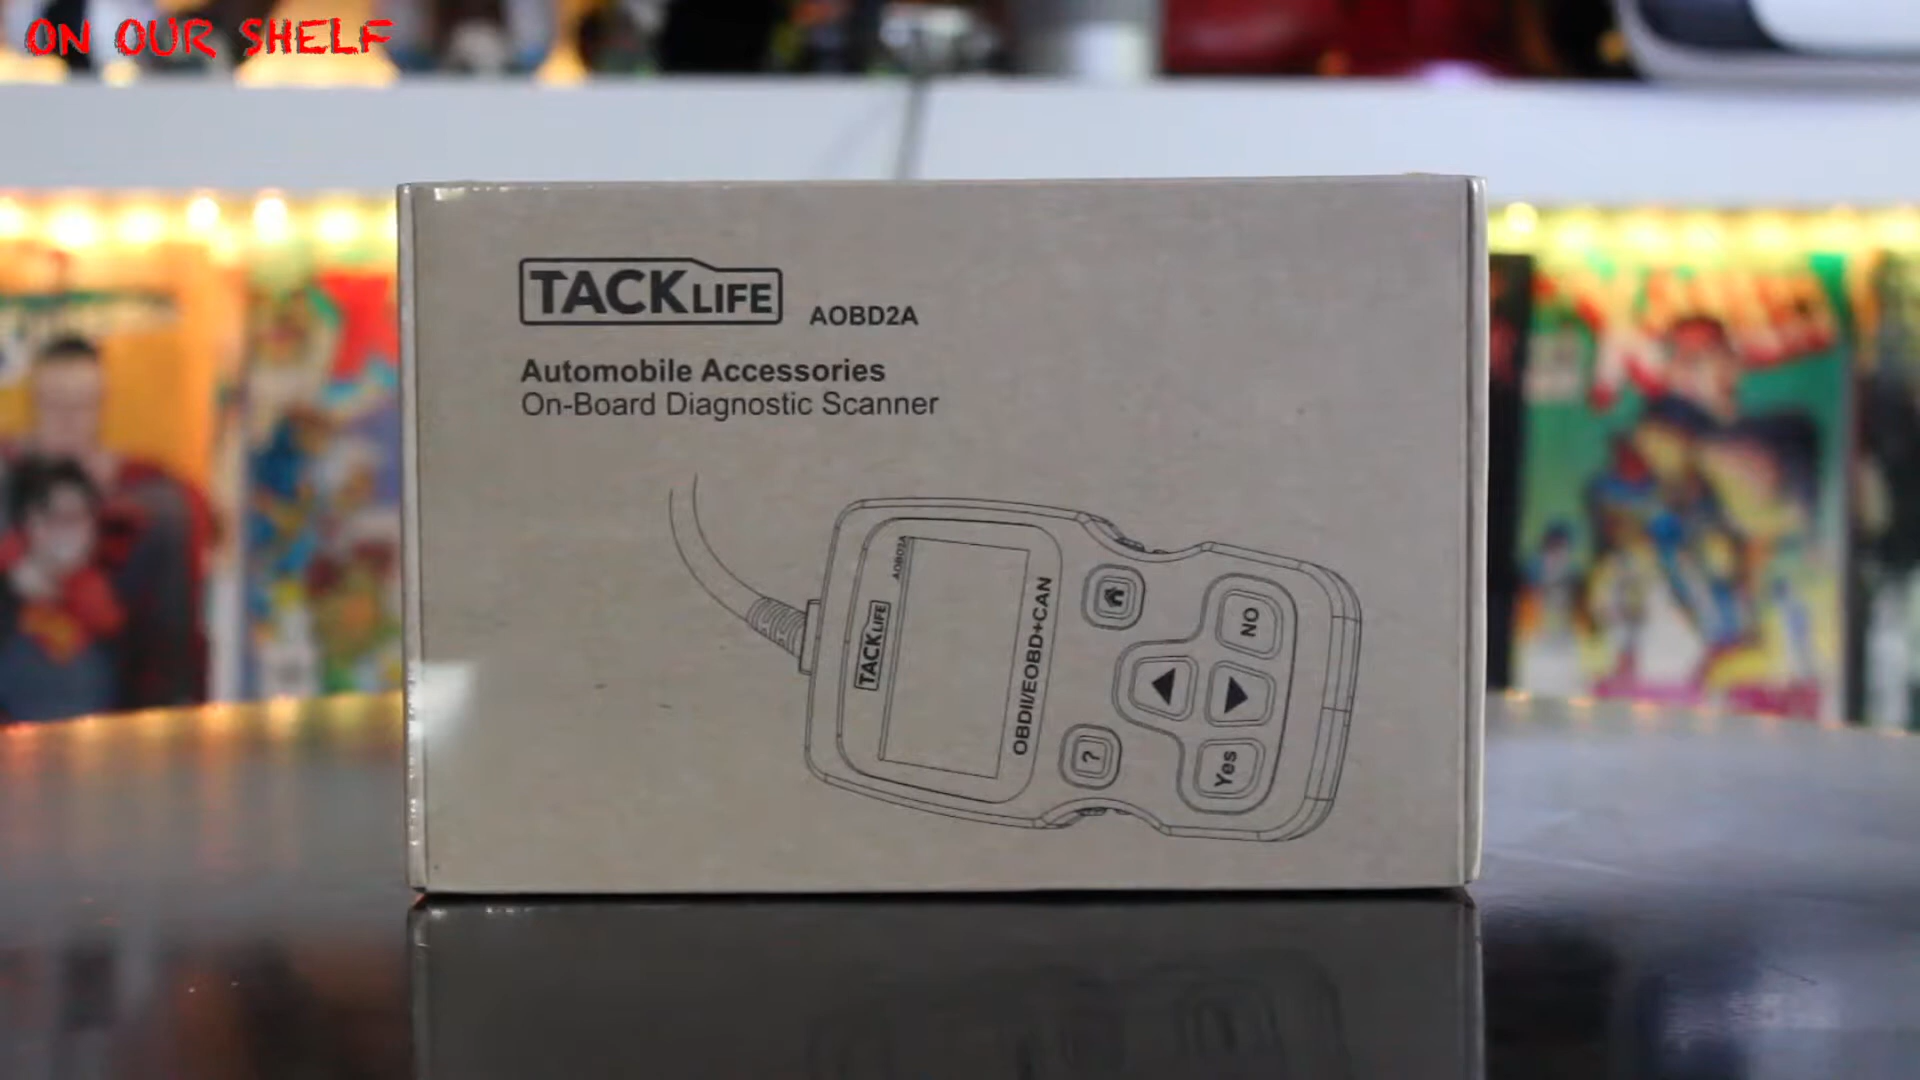 ON OUR SHELF
TACKLIFE AOBD2A
Automobile Accessories
On-Board Diagnostic Scanner
AOBD2A
TACKLIFE
OBDII/EOBD+CAN
?
NO
Yes